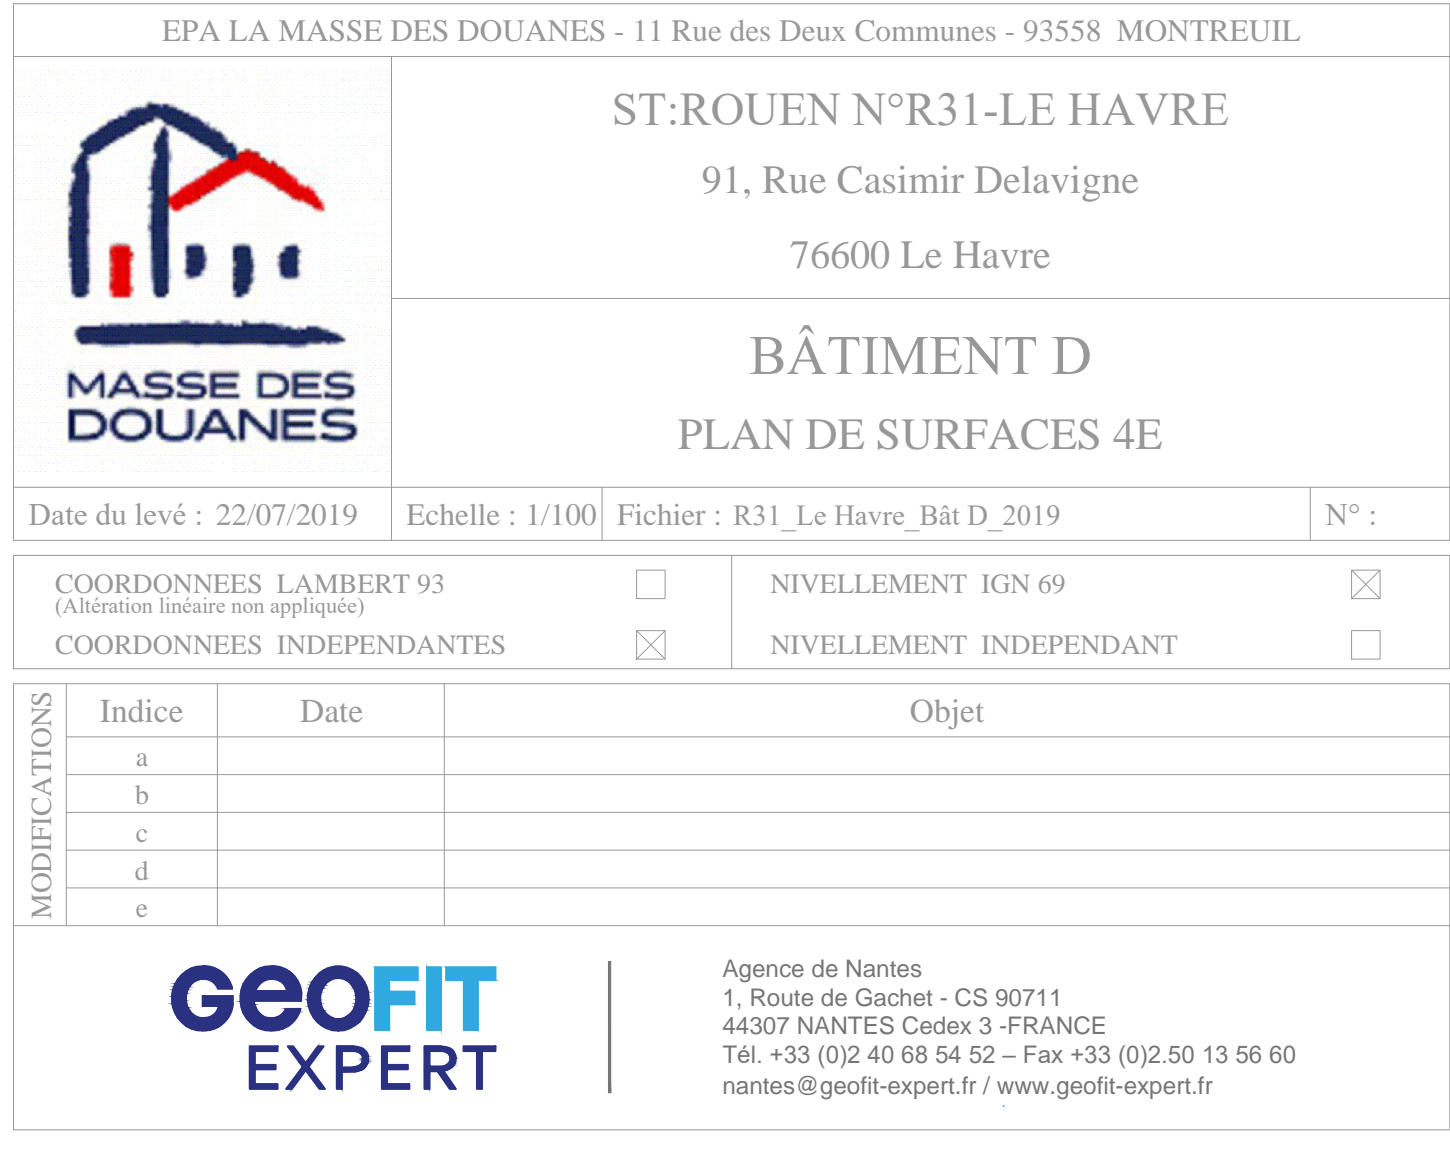 EPA LA MASSE DES DOUANES - 11 Rue des Deux Communes - 93558 MONTREUIL
MASSE DES
DOUANES
ST:ROUEN N°R31-LE HAVRE
91, Rue Casimir Delavigne
76600 Le Havre
BÂTIMENT D
PLAN DE SURFACES 4E
Date du levé : 22/07/2019
Echelle : 1/100
Fichier : R31_Le Havre_Bât D_2019
N° :
COORDONNEES LAMBERT 93
(Altération linéaire non appliquée)
COORDONNEES INDEPENDANTES
NIVELLEMENT IGN 69
NIVELLEMENT INDEPENDANT
MODIFICATIONS
Indice Date Objet
a
b
c
d
e
GEOFIT
EXPERT
Agence de Nantes
1, Route de Gachet - CS 90711
44307 NANTES Cedex 3 -FRANCE
Tél. +33 (0)2 40 68 54 52 – Fax +33 (0)2.50 13 56 60
nantes@geofit-expert.fr / www.geofit-expert.fr